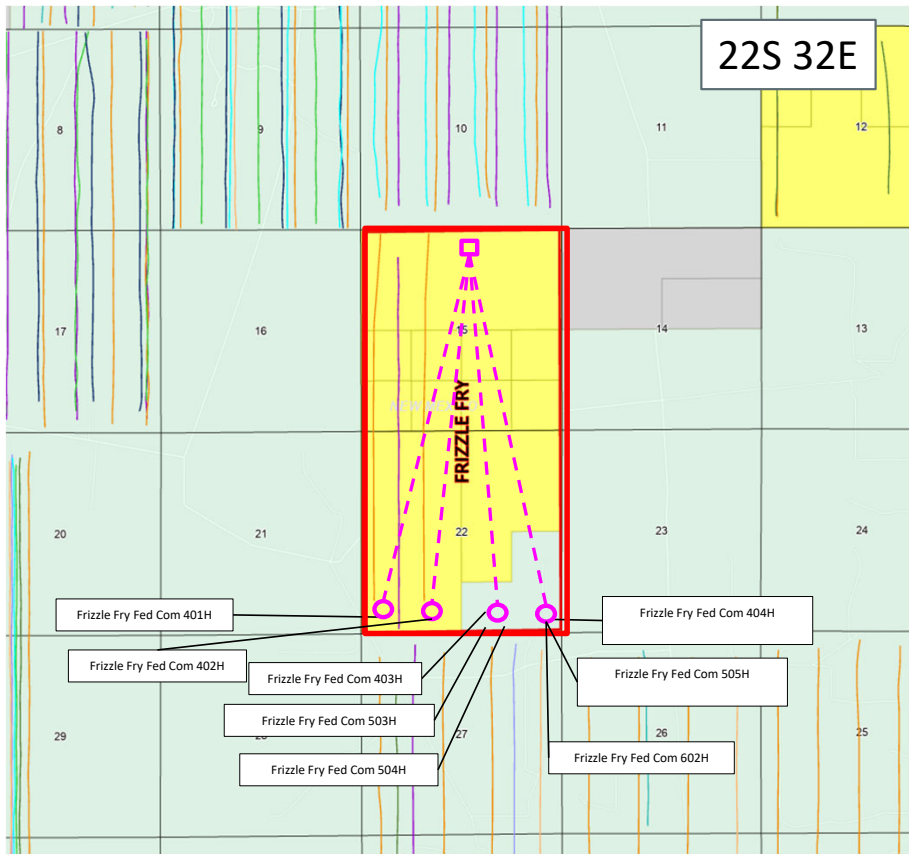 22S 32E
8
9
10
11
12
17
16
15
14
13
NEW
FRIZZLE FRY
20
21
22
23
24
Frizzle Fry Fed Com 401H
Frizzle Fry Fed Com 404H
Frizzle Fry Fed Com 402H
Frizzle Fry Fed Com 403H
Frizzle Fry Fed Com 505H
Frizzle Fry Fed Com 503H
29
27
26
25
Frizzle Fry Fed Com 504H
Frizzle Fry Fed Com 602H